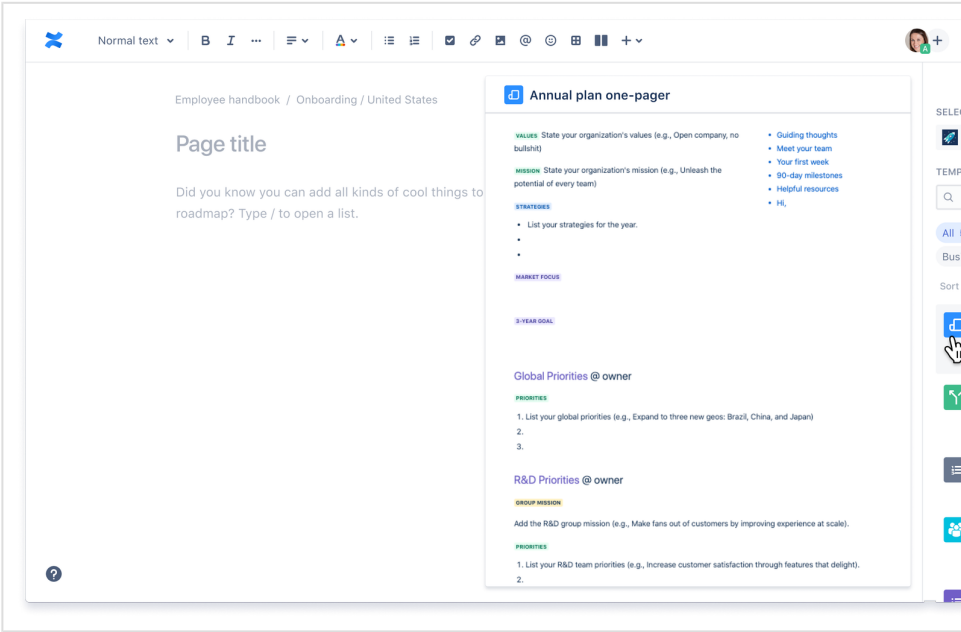 Normal text
B I ...
A
Employee handbook / Onboarding / United States
Page title
Did you know you can add all kinds of cool things to
roadmap? Type / to open a list.
Annual plan one-pager
VALUES State your organization's values (e.g., Open company, no
bullshit)
MISSION State your organization's mission (e.g., Unleash the
potential of every team)
STRATEGIES
• List your strategies for the year.
•
•
MARKET FOCUS
3-YEAR GOAL
• Guiding thoughts
• Meet your team
• Your first week
• 90-day milestones
• Helpful resources
• Hi,
Global Priorities @ owner
PRIORITIES
1. List your global priorities (e.g., Expand to three new geos: Brazil, China, and Japan)
2.
3.
R&D Priorities @ owner
GROUP MISSION
Add the R&D group mission (e.g., Make fans out of customers by improving experience at scale).
PRIORITIES
1. List your R&D team priorities (e.g., Increase customer satisfaction through features that delight).
2.
A
SELE
TEMP
All
Bus
Sort